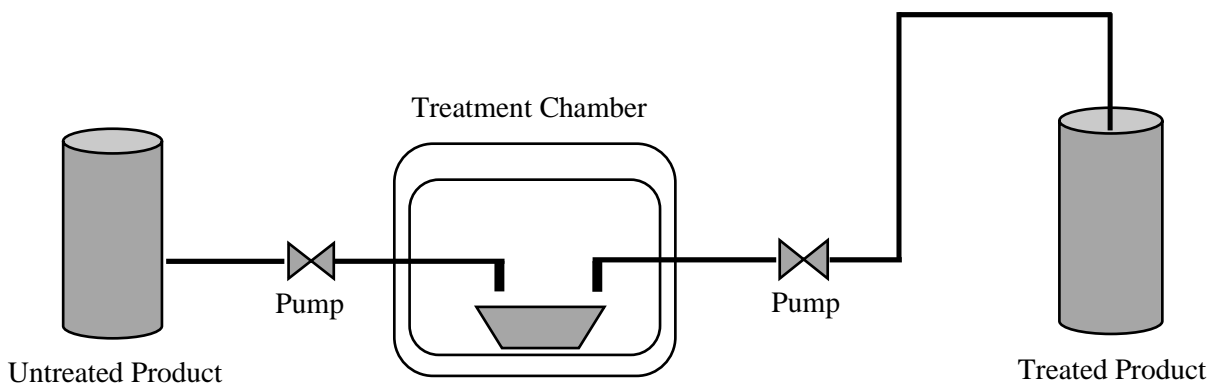 Treatment Chamber
Pump
Pump
Untreated Product
Treated Product